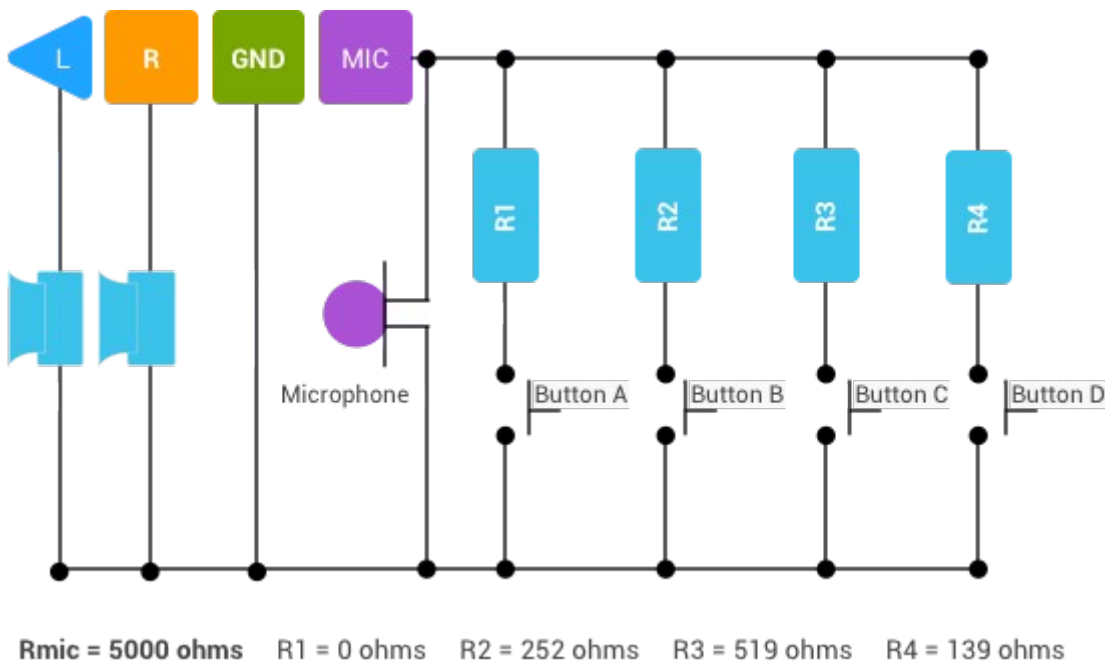 L R GND MIC
R1 R2 R3 R4
Microphone Button A Button B Button C Button D
Rmic = 5000 ohms R1 = 0 ohms R2 = 252 ohms R3 = 519 ohms R4 = 139 ohms